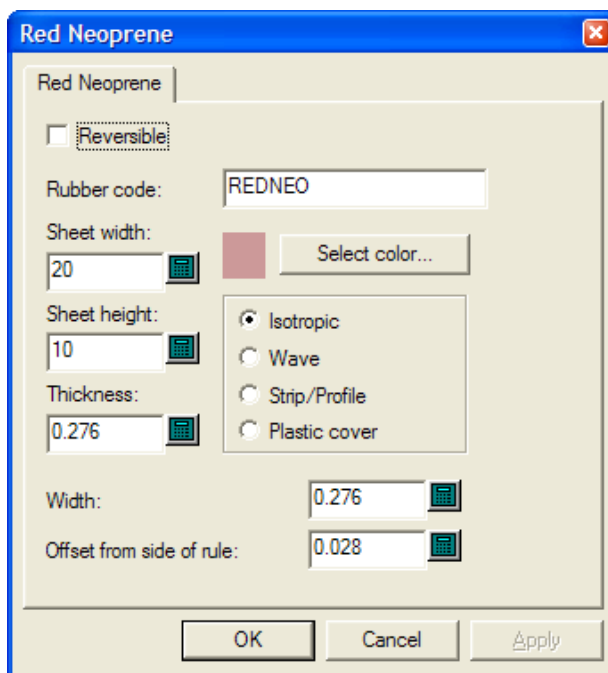 Red Neoprene
Red Neoprene
Reversible
Rubber code: REDNEO
Sheet width:
20
Select color...
Sheet height:
10
Isotropic
Wave
Thickness:
Strip/Profile
0.276
Plastic cover
Width: 0.276
Offset from side of rule: 0.028
OK Cancel Apply